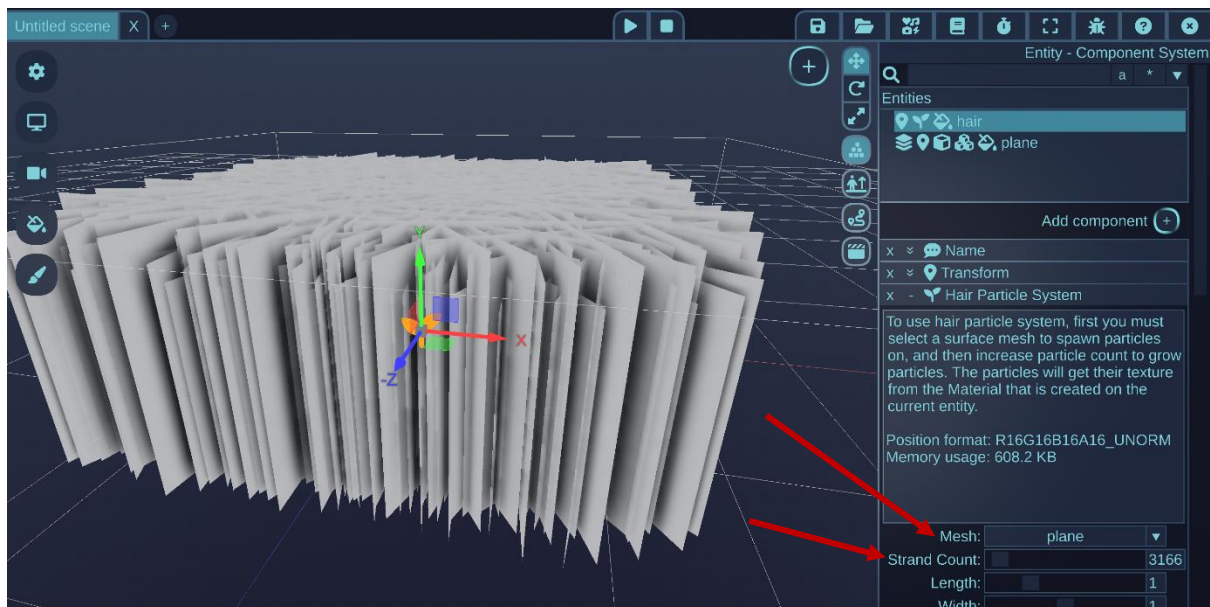 Untitled scene X +
Entity - Component System
a * ▼
Entities
hair
plane
Add component +
x Name
x Transform
x - Hair Particle System
To use hair particle system, first you must
select a surface mesh to spawn particles
on, and then increase particle count to grow
particles. The particles will get their texture
from the Material that is created on the
current entity.
Position format: R16G16B16A16_UNORM
Memory usage: 608.2 KB
Mesh: plane ▼
Strand Count: 3166
Length: 1
Width: 1
Y
X
-Z